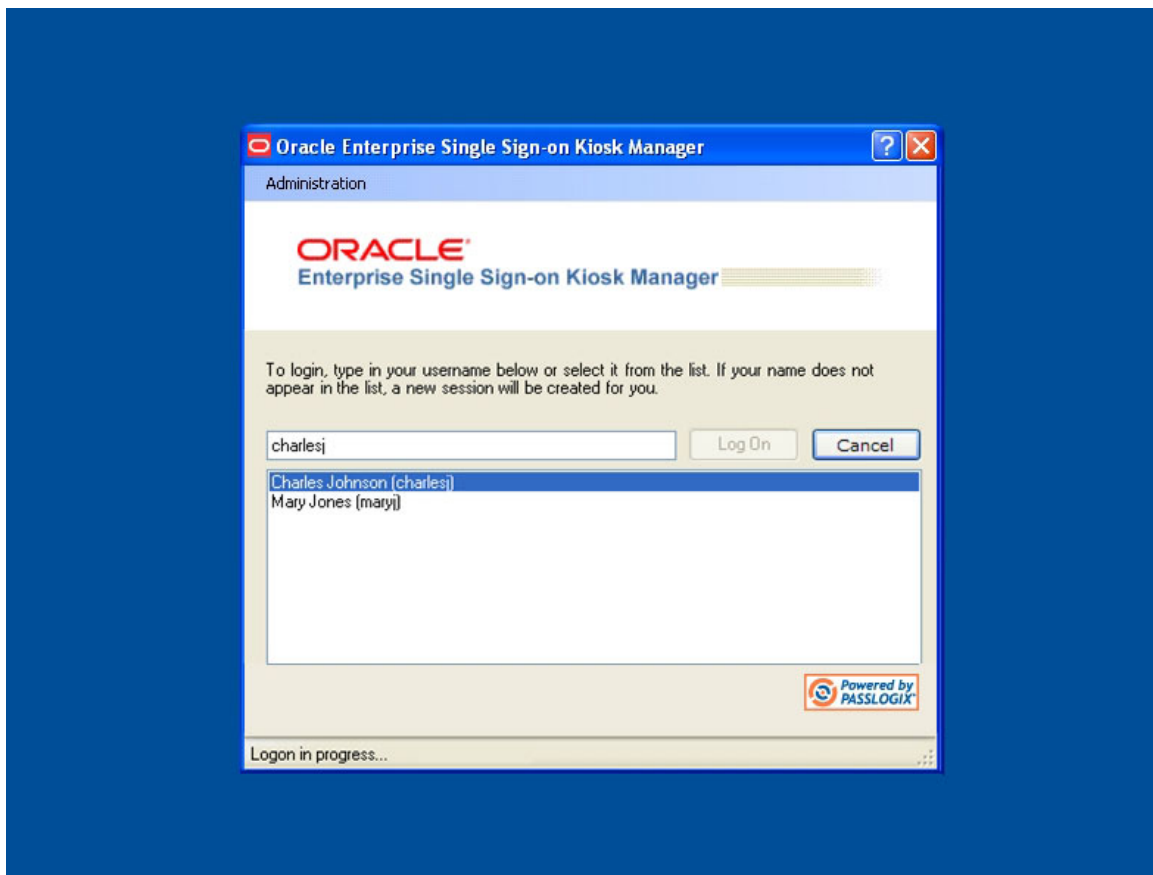 Oracle Enterprise Single Sign-on Kiosk Manager
Administration
ORACLE
Enterprise Single Sign-on Kiosk Manager
To login, type in your username below or select it from the list. If your name does not
appear in the list, a new session will be created for you.
charlesj
Log On
Cancel
Charles Johnson (charlesj)
Mary Jones (maryj)
Powered by
PASSLOGIX
Logon in progress...